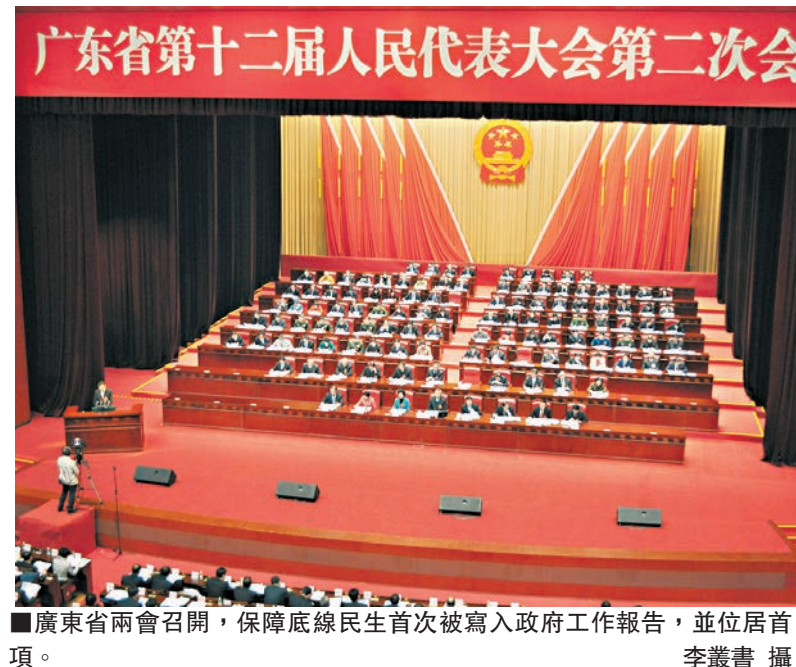 广东省第十二届人民代表大会第二次会
■廣東省兩會召開，保障底線民生首次被寫入政府工作報告，並位居首
項。 李叢書 攝